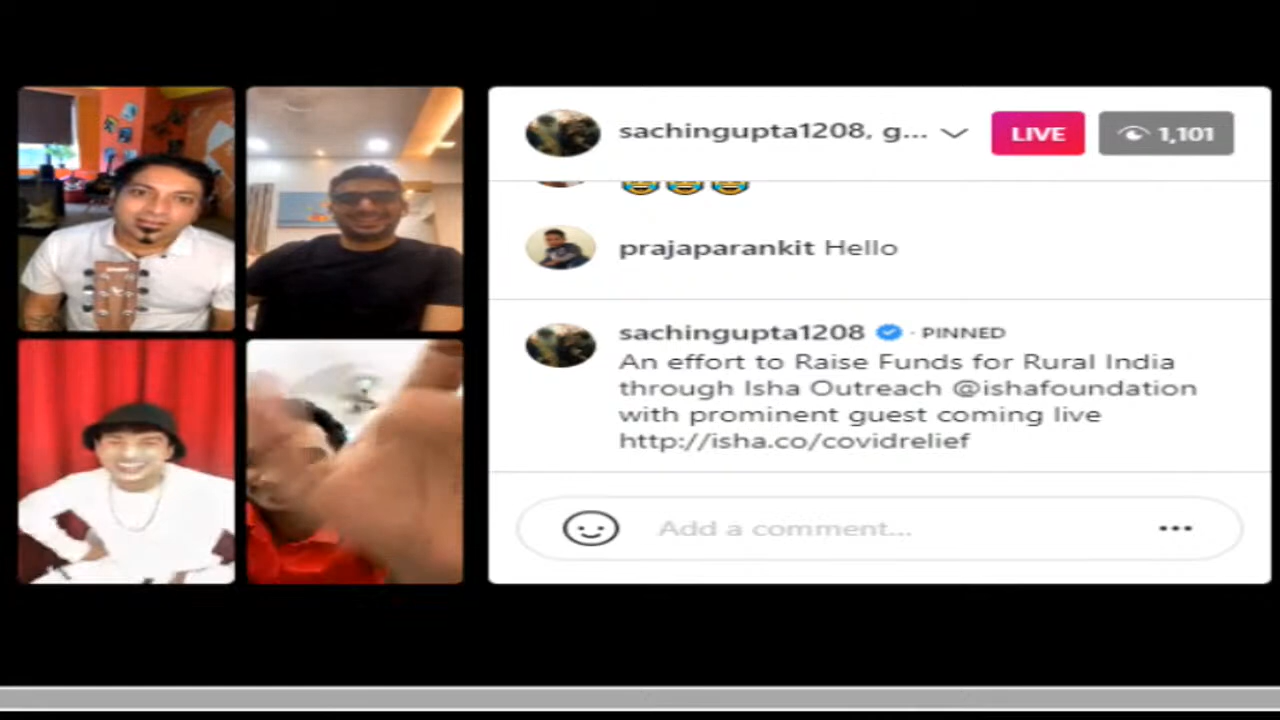 sachingupta1208, g...
LIVE
1,101
😂😂😂
prajaparankit Hello
sachingupta1208 · PINNED
An effort to Raise Funds for Rural India
through Isha Outreach @ishafoundation
with prominent guest coming live
http://isha.co/covidrelief
Add a comment...